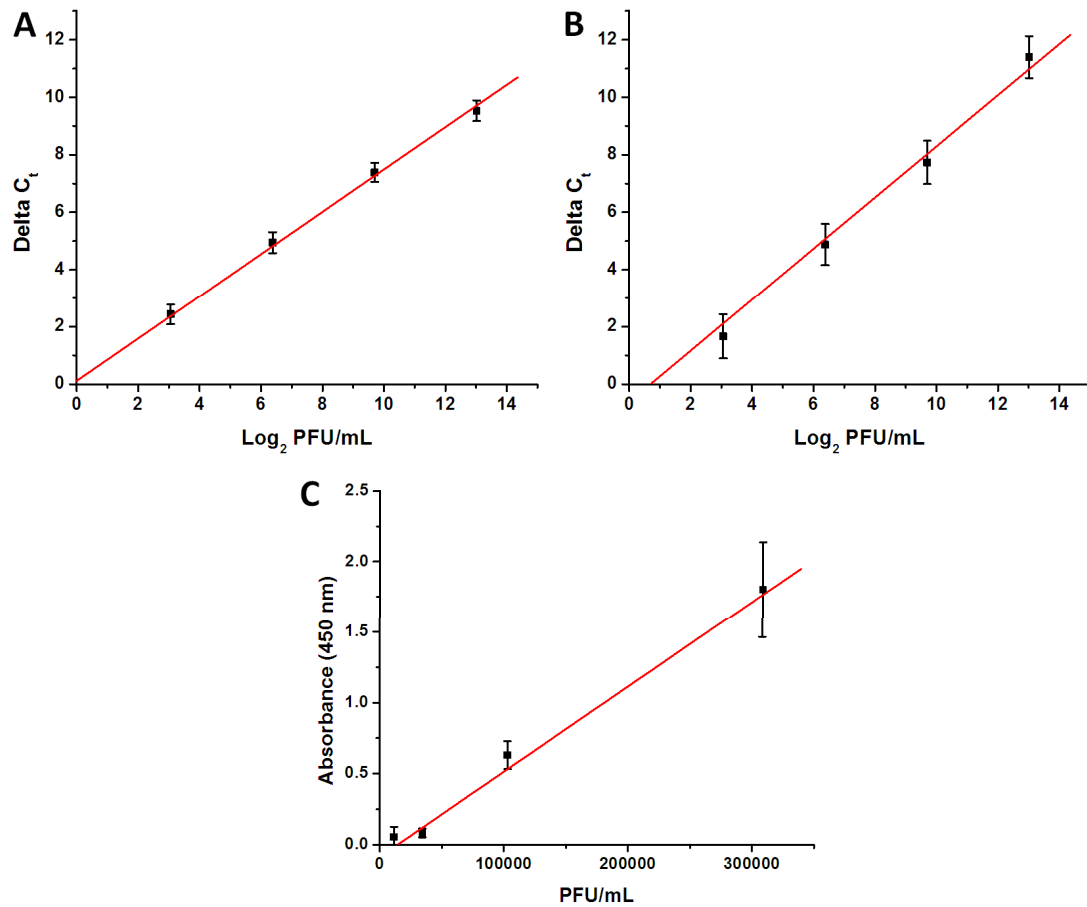 A
Delta Ct
12
10
8
6
4
2
0
0 2 4 6 8 10 12 14
Log2 PFU/mL
B
Delta Ct
12
10
8
6
4
2
0
0 2 4 6 8 10 12 14
Log2 PFU/mL
C
Absorbance (450 nm)
2.5
2.0
1.5
1.0
0.5
0.0
0 100000 200000 300000
PFU/mL